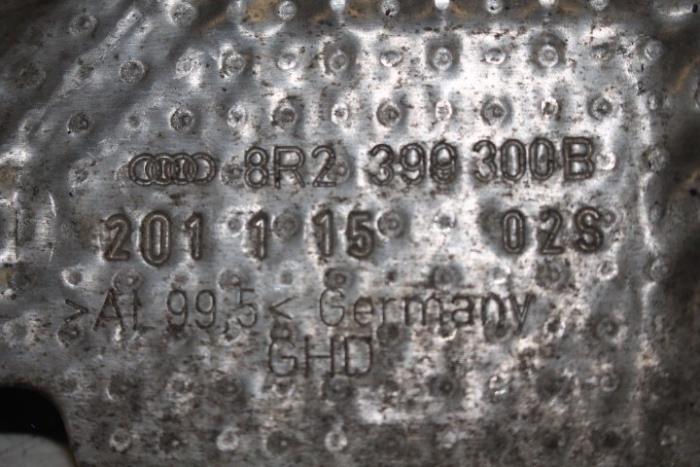 8R2 399 300B
201 1 15 02S
>AL 99,5< Germany
GHD